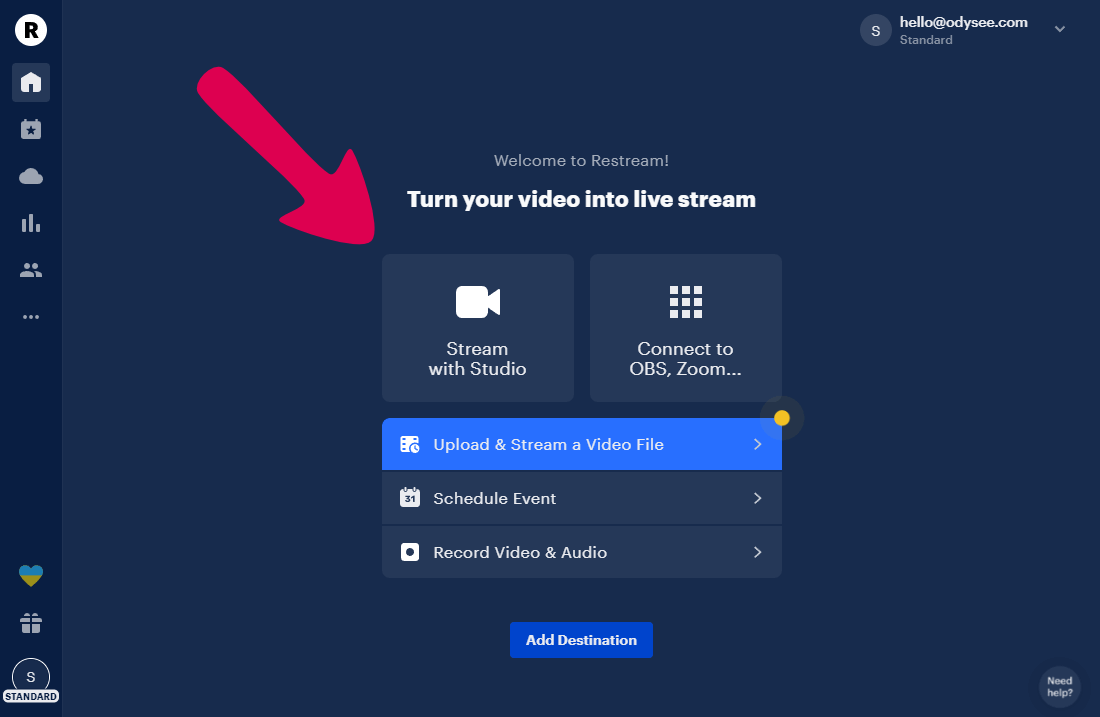 R
S
hello@odysee.com
Standard
Welcome to Restream!
Turn your video into live stream
Stream
with Studio
Connect to
OBS, Zoom...
Upload & Stream a Video File
31
Schedule Event
Record Video & Audio
Add Destination
S
STANDARD
Need
help?